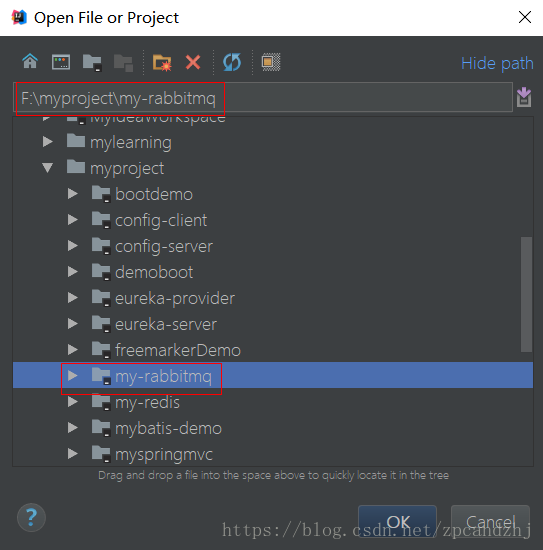 Open File or Project
Hide path
F:\myproject\my-rabbitmq
MyIdeaWorkspace
mylearning
myproject
bootdemo
config-client
config-server
demoboot
eureka-provider
eureka-server
freemarkerDemo
my-rabbitmq
my-redis
mybatis-demo
myspringmvc
Drag and drop a file into the space above to quickly locate it in the tree
?
OK
Cancel
https://blog.csdn.net/zpcandzhj